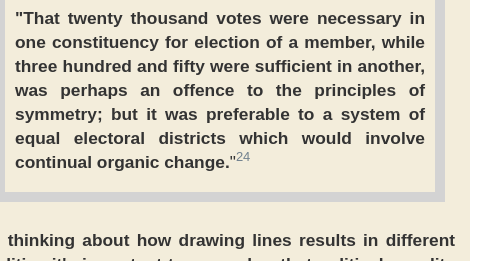 "That twenty thousand votes were necessary in
one constituency for election of a member, while
three hundred and fifty were sufficient in another,
was perhaps an offence to the principles of
symmetry; but it was preferable to a system of
equal electoral districts which would involve
continual organic change."24
thinking about how drawing lines results in different